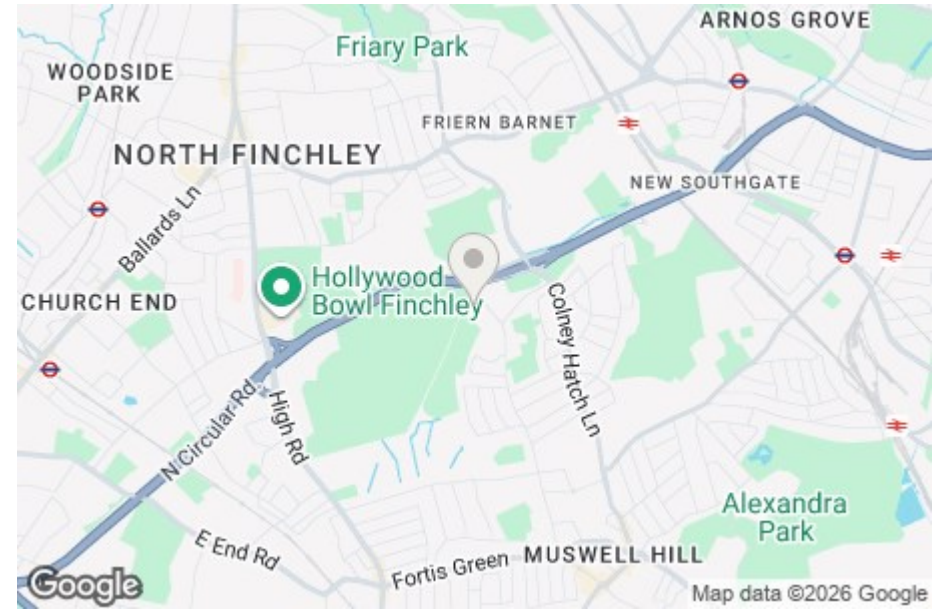 ARNOS GROVE
Friary Park
WOODSIDE
PARK
FRIERN BARNET
NORTH FINCHLEY
NEW SOUTHGATE
Ballards Ln
Hollywood
Bowl Finchley
CHURCH END
Colney Hatch Ln
N Circular Rd
High Rd
Alexandra
Park
E End Rd
Fortis Green
MUSWELL HILL
Google
Map data ©2026 Google